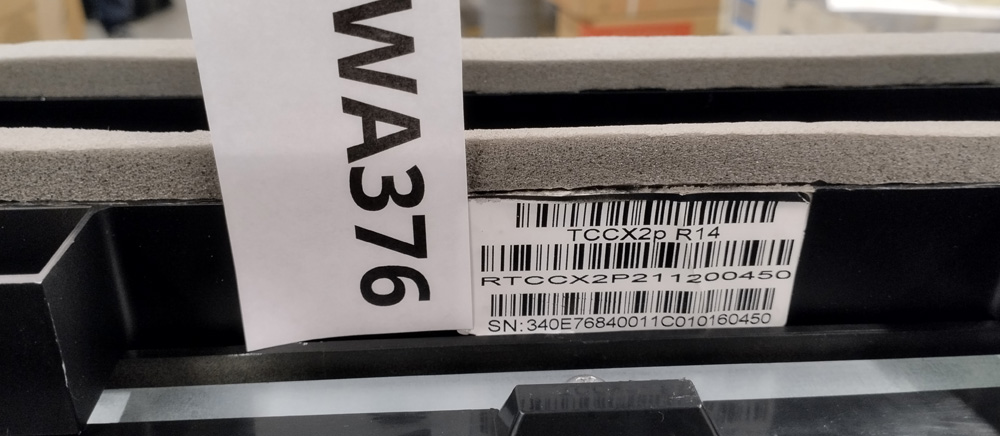 WA376
TCCX2p R14
RTCCX2P211200450
SN:340E76840011C010160450